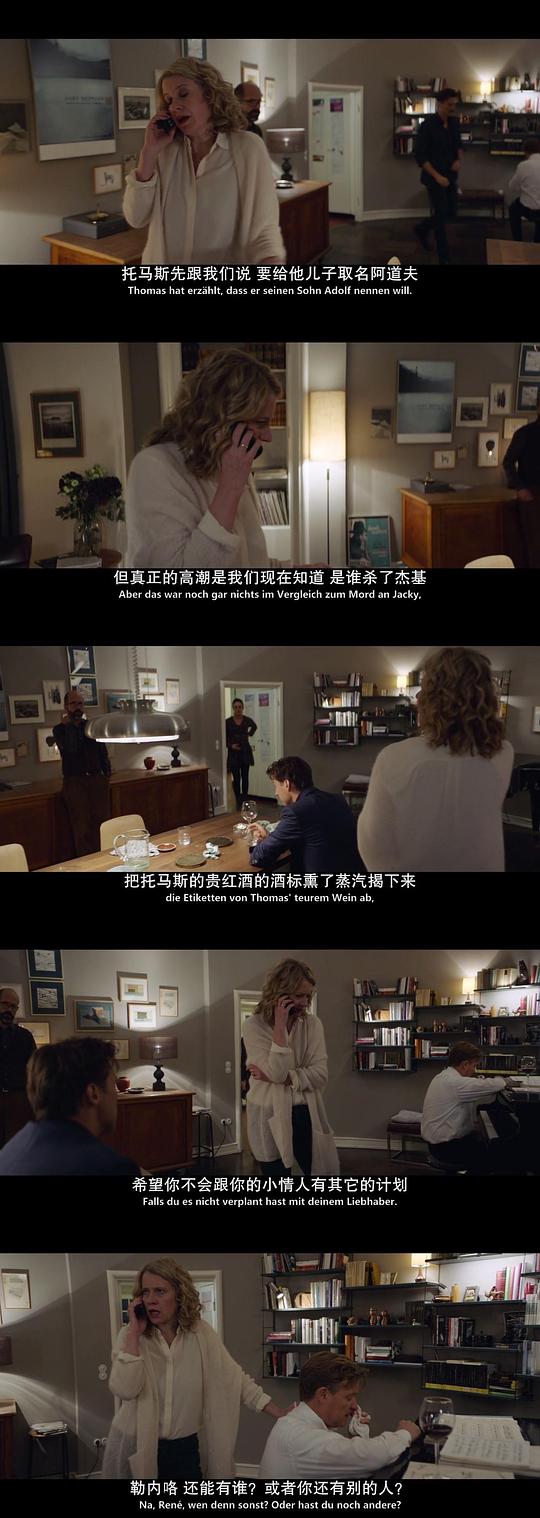 托马斯先跟我们说 要给他儿子取名阿道夫
Thomas hat erzählt, dass er seinen Sohn Adolf nennen will.
但真正的高潮是我们现在知道 是谁杀了杰基
Aber das war noch gar nichts im Vergleich zum Mord an Jacky,
把托马斯的贵红酒的酒标熏了蒸汽揭下来
die Etiketten von Thomas' teurem Wein ab,
希望你不会跟你的小情人有其它的计划
Falls du es nicht verplant hast mit deinem Liebhaber.
勒内咯 还能有谁？或者你还有别的人？
Na, René, wen denn sonst? Oder hast du noch andere?